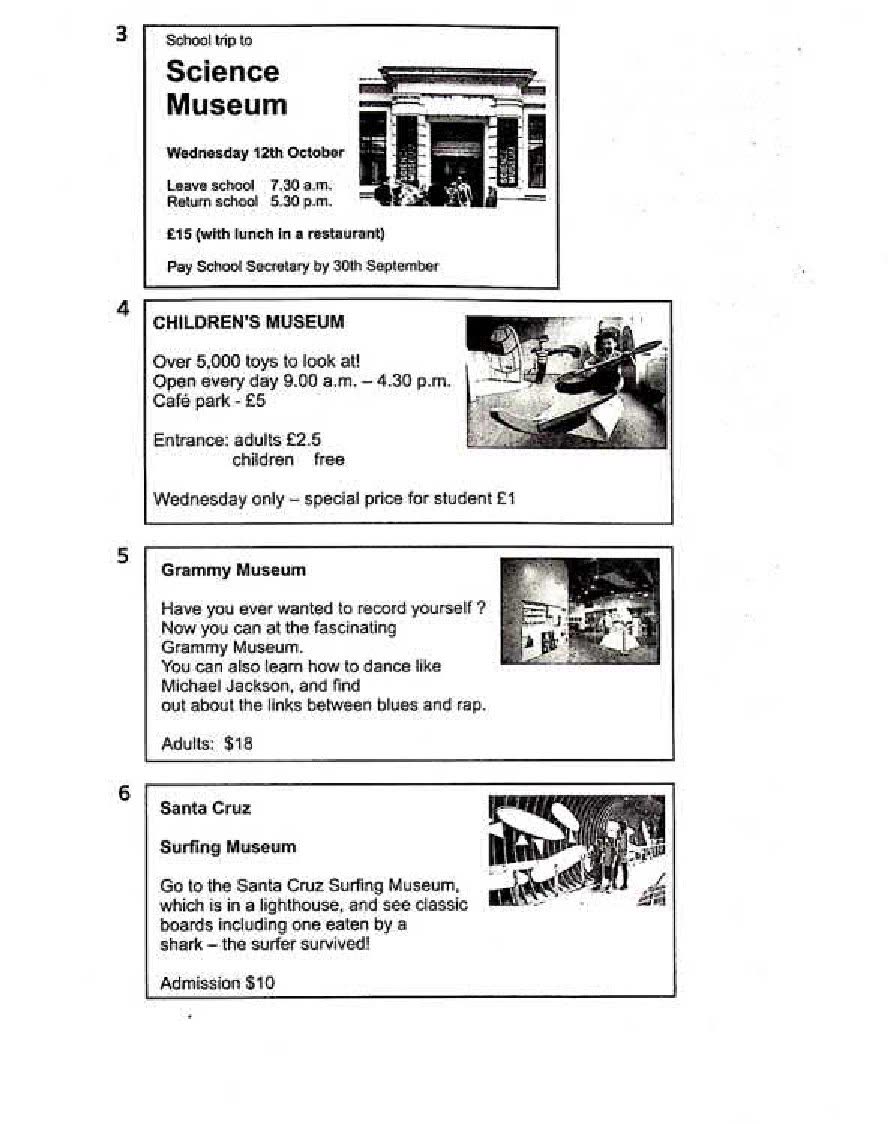 3
School trip to
Science
Museum
Wednesday 12th October
Leave school 7.30 a.m.
Return school 5.30 p.m.
£15 (with lunch in a restaurant)
Pay School Secretary by 30th September
SCIENCE MUSEUM
SCIENCE MUSEUM
4
CHILDREN'S MUSEUM
Over 5,000 toys to look at!
Open every day 9.00 a.m. – 4.30 p.m.
Café park - £5
Entrance: adults £2.5
children free
Wednesday only – special price for student £1
5
Grammy Museum
Have you ever wanted to record yourself ?
Now you can at the fascinating
Grammy Museum.
You can also learn how to dance like
Michael Jackson, and find
out about the links between blues and rap.
Adults: $18
6
Santa Cruz
Surfing Museum
Go to the Santa Cruz Surfing Museum,
which is in a lighthouse, and see classic
boards including one eaten by a
shark – the surfer survived!
Admission $10